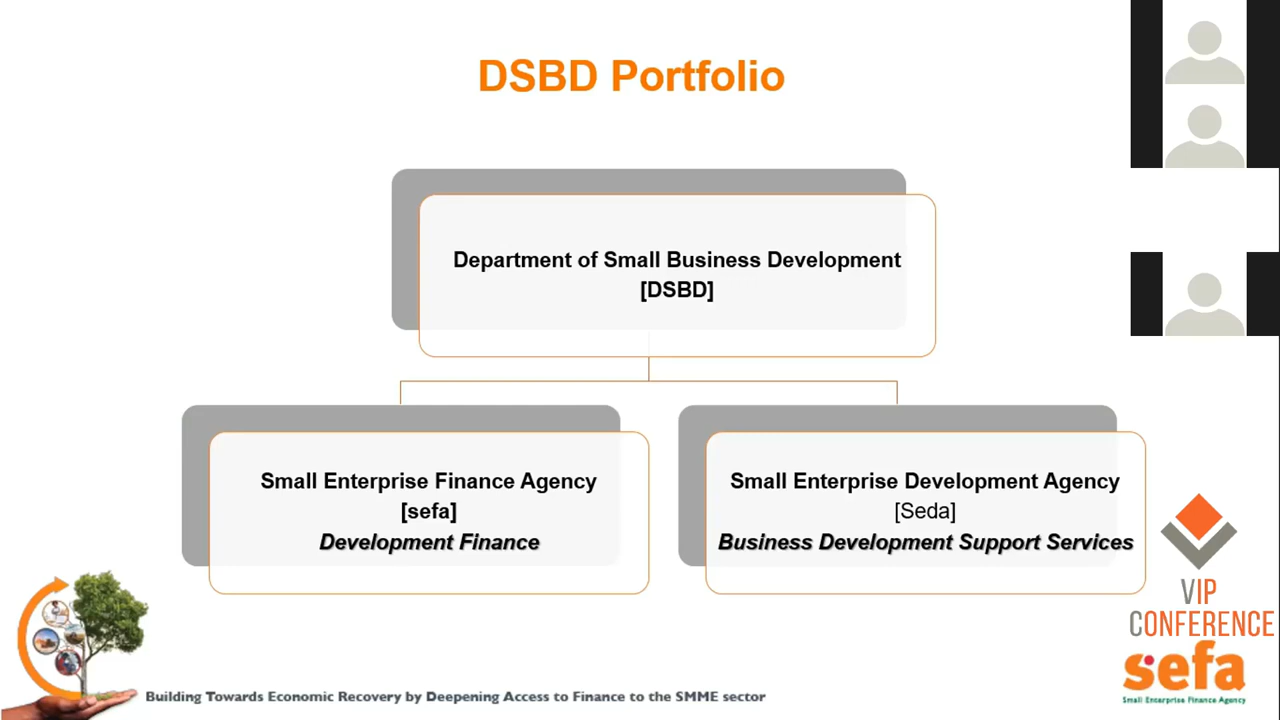 DSBD Portfolio
Department of Small Business Development
[DSBD]
Small Enterprise Finance Agency
[sefa]
Development Finance
Small Enterprise Development Agency
[Seda]
Business Development Support Services
VIP
CONFERENCE
sefa
Small Enterprise Finance Agency
Building Towards Economic Recovery by Deepening Access to Finance to the SMME sector